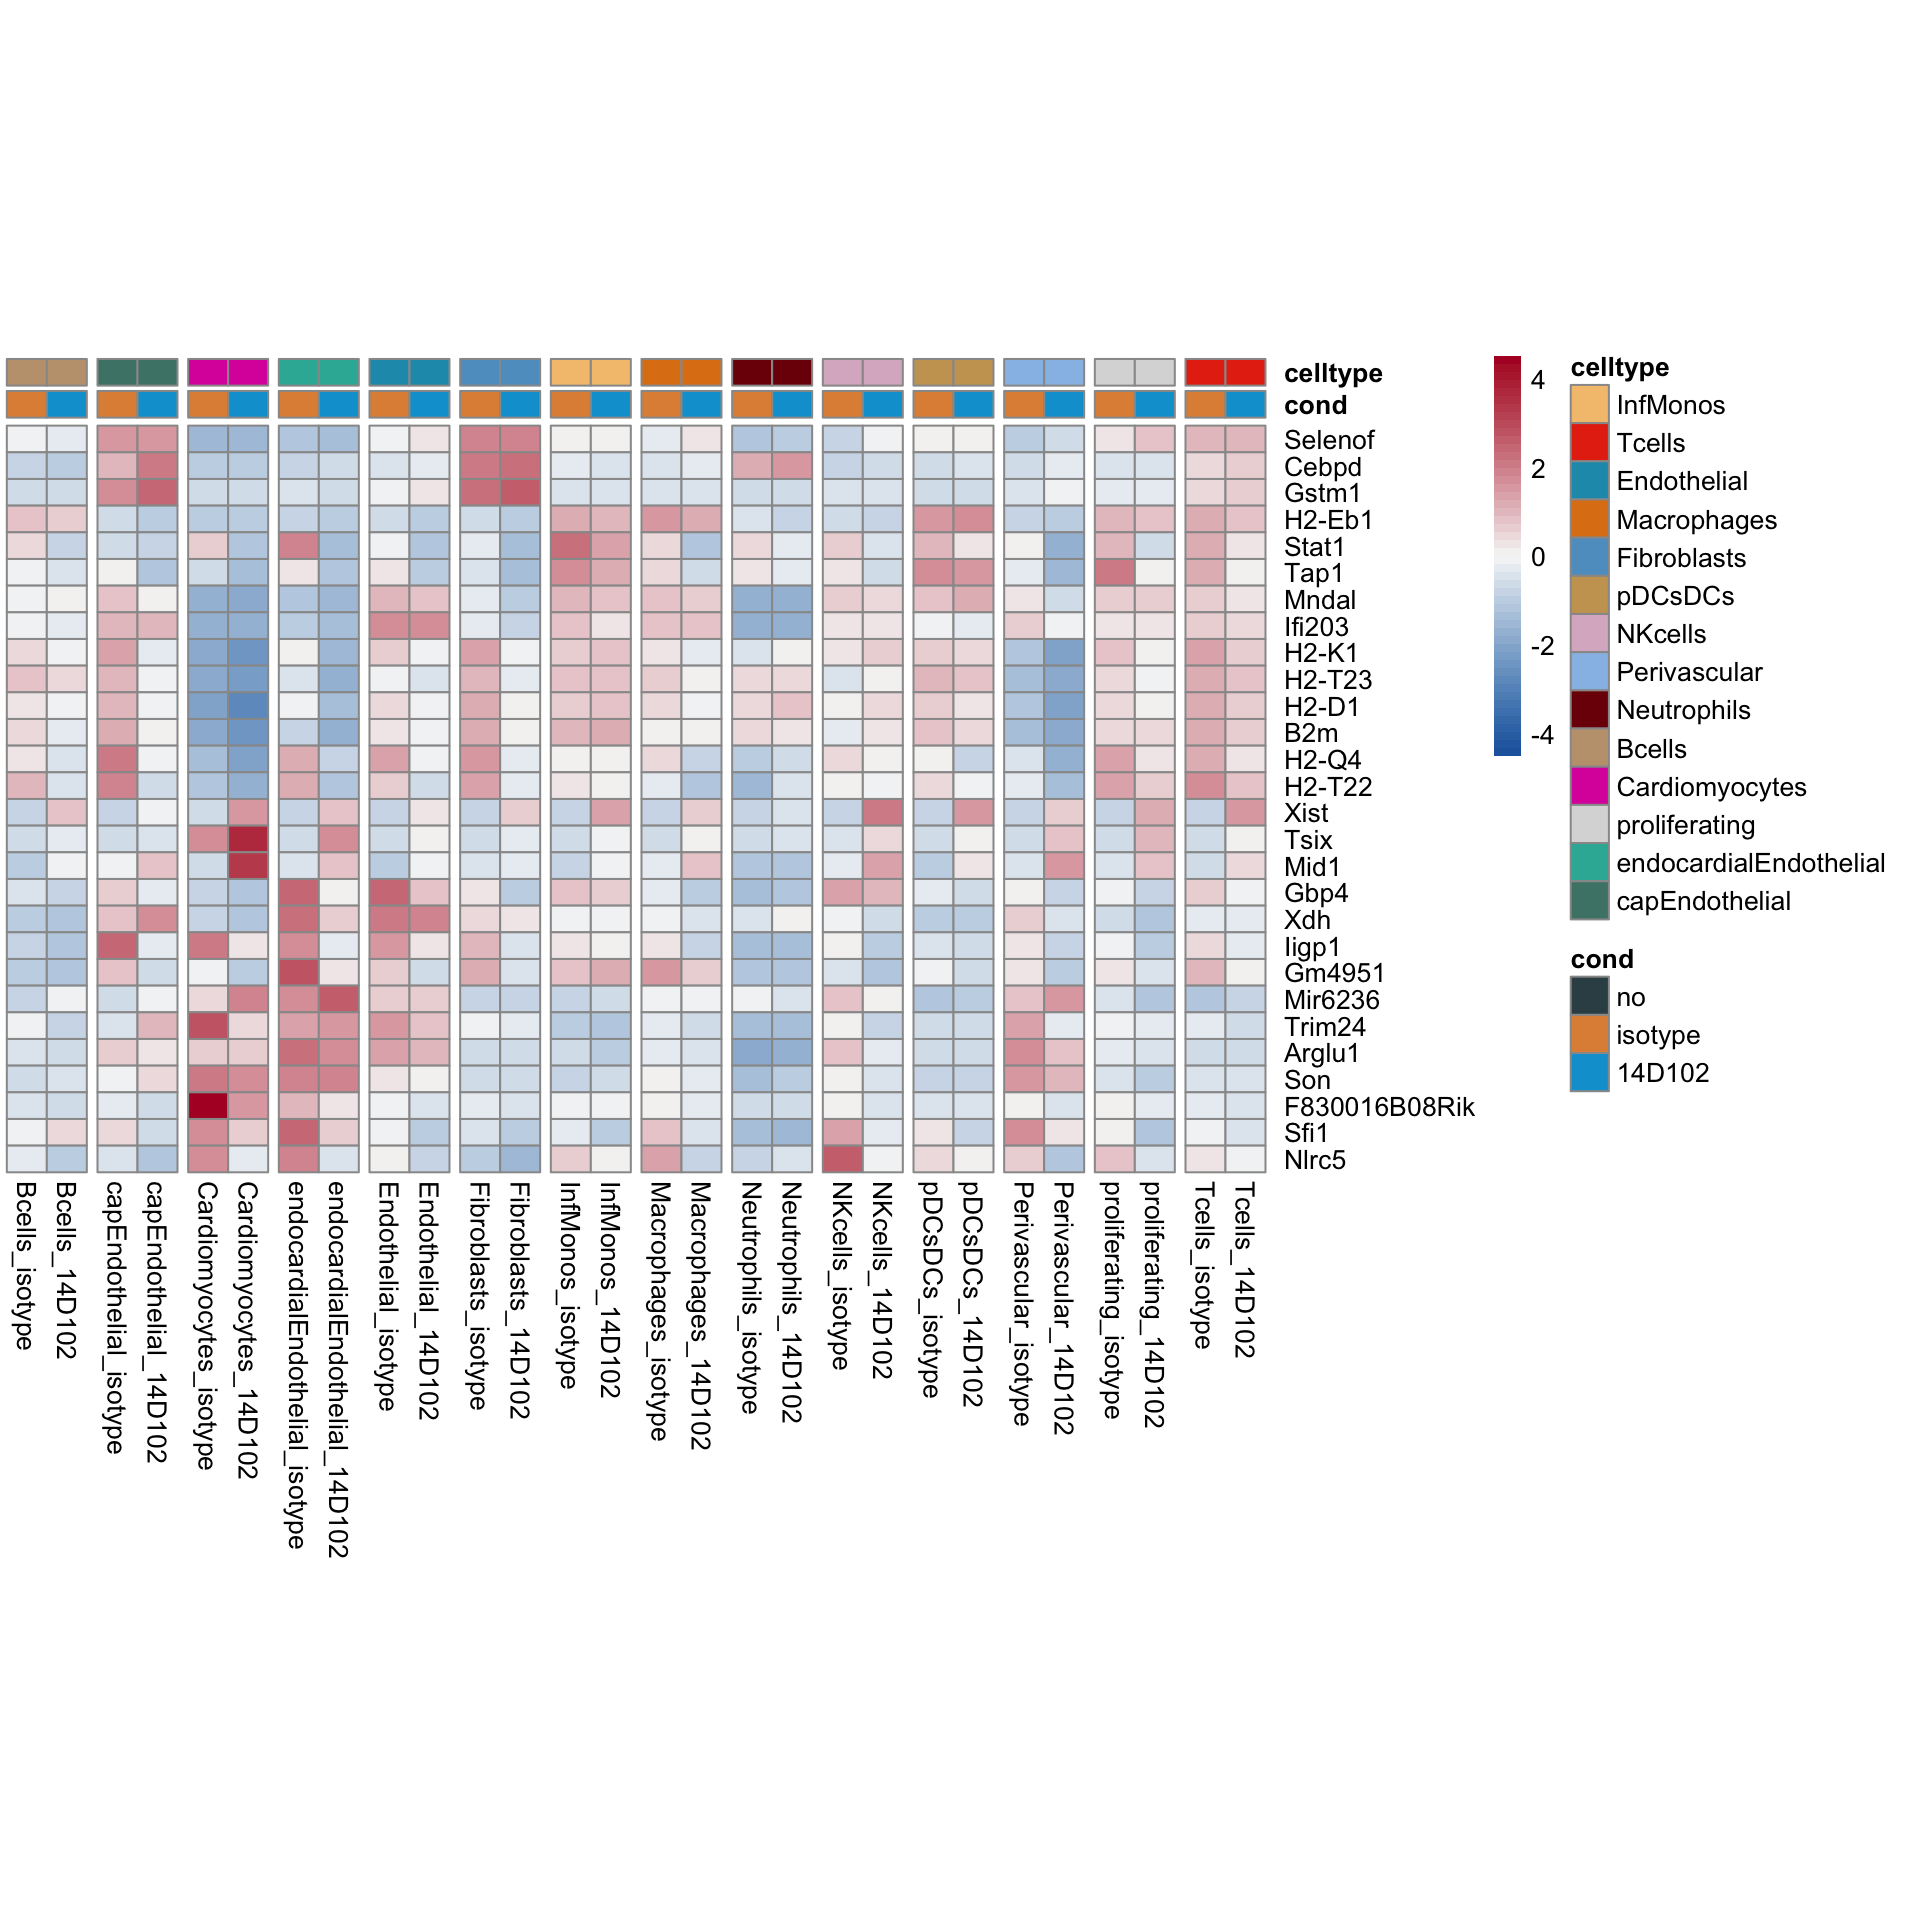 celltype
cond
Selenof
Cebpd
Gstm1
H2-Eb1
Stat1
Tap1
Mndal
Ifi203
H2-K1
H2-T23
H2-D1
B2m
H2-Q4
H2-T22
Xist
Tsix
Mid1
Gbp4
Xdh
Iigp1
Gm4951
Mir6236
Trim24
Arglu1
Son
F830016B08Rik
Sfi1
Nlrc5
Bcells_isotype
Bcells_14D102
capEndothelial_isotype
capEndothelial_14D102
Cardiomyocytes_isotype
Cardiomyocytes_14D102
endocardialEndothelial_isotype
endocardialEndothelial_14D102
Endothelial_isotype
Endothelial_14D102
Fibroblasts_isotype
Fibroblasts_14D102
InfMonos_isotype
InfMonos_14D102
Macrophages_isotype
Macrophages_14D102
Neutrophils_isotype
Neutrophils_14D102
NKcells_isotype
NKcells_14D102
pDCsDCs_isotype
pDCsDCs_14D102
Perivascular_isotype
Perivascular_14D102
proliferating_isotype
proliferating_14D102
Tcells_isotype
Tcells_14D102
4
2
0
-2
-4
celltype
InfMonos
Tcells
Endothelial
Macrophages
Fibroblasts
pDCsDCs
NKcells
Perivascular
Neutrophils
Bcells
Cardiomyocytes
proliferating
endocardialEndothelial
capEndothelial
cond
no
isotype
14D102